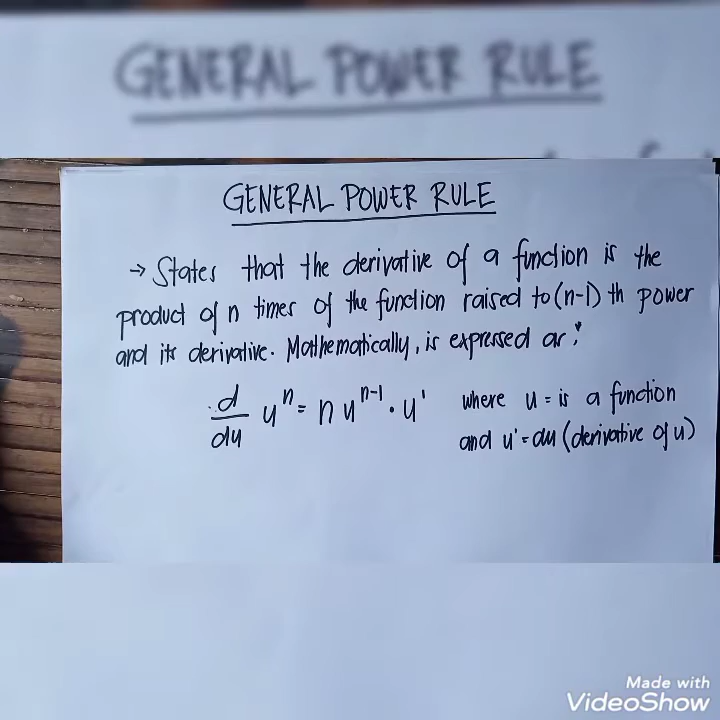 GENERAL POWER RULE
GENERAL POWER RULE
→ States that the derivative of a function is the
product of n times of the function raised to (n-1) th power
and its derivative. Mathematically, is expressed as:
d/du uⁿ = n uⁿ⁻¹ · u' where u = is a function
and u' = du (derivative of u)
Made with
VideoShow